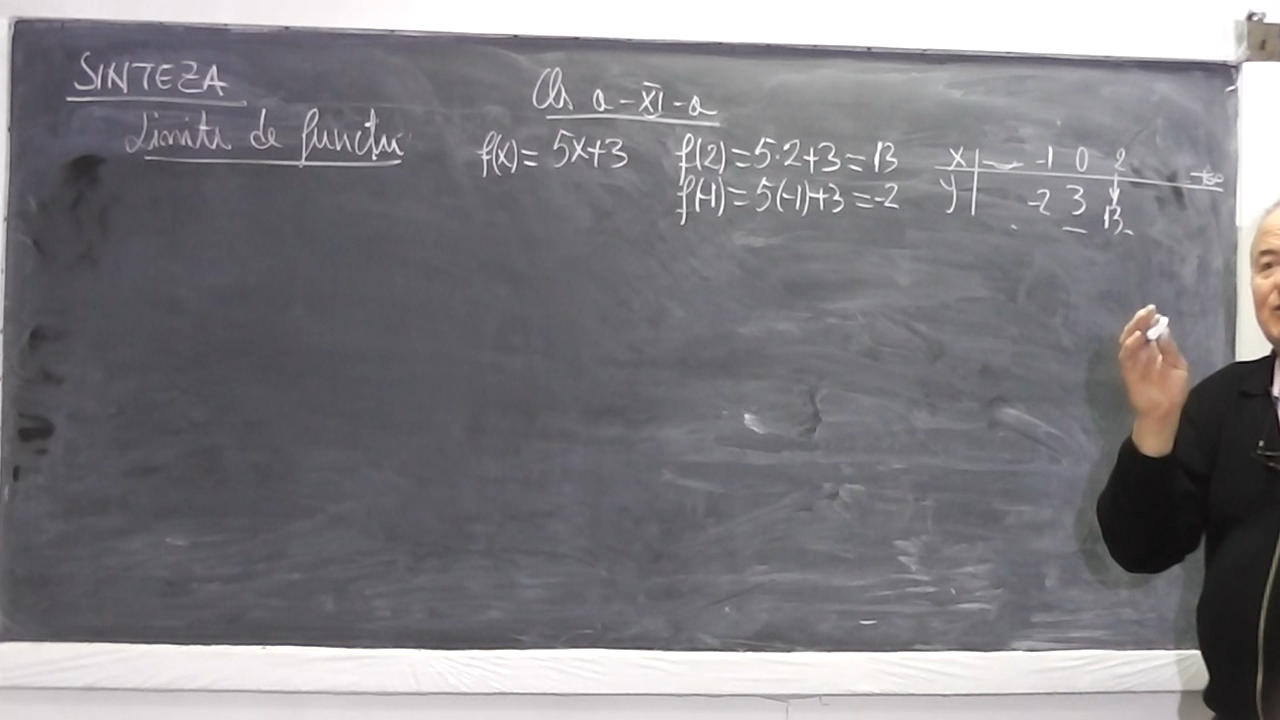 SINTEZA
Limite de funcții
Cls a-XI-a
f(x)= 5x+3
f(2)=5·2+3=13
f(-1)=5(-1)+3=-2
x -∞ -1 0 2 +∞
y -2 3 13